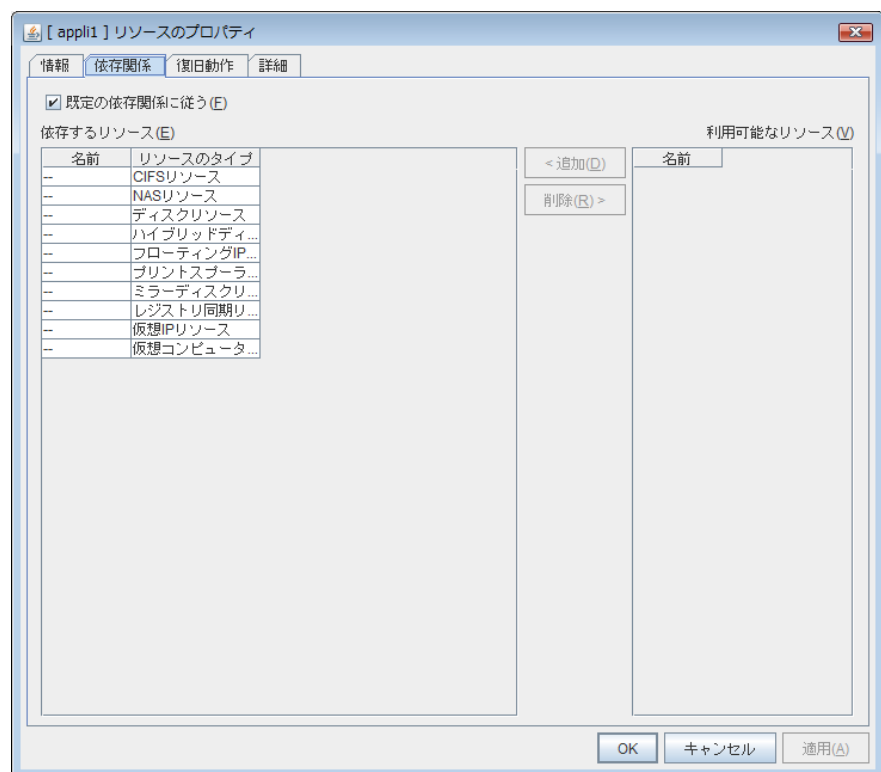 [ appli1 ] リソースのプロパティ
情報 依存関係 復旧動作 詳細
既定の依存関係に従う(F)
依存するリソース(E) 利用可能なリソース(V)
名前 リソースのタイプ < 追加(D) 名前
-- CIFSリソース
-- NASリソース 削除(R) >
-- ディスクリソース
-- ハイブリッドディ...
-- フローティングIP...
-- プリントスプーラ...
-- ミラーディスクリ...
-- レジストリ同期リ...
-- 仮想IPリソース
-- 仮想コンピュータ...
OK キャンセル 適用(A)